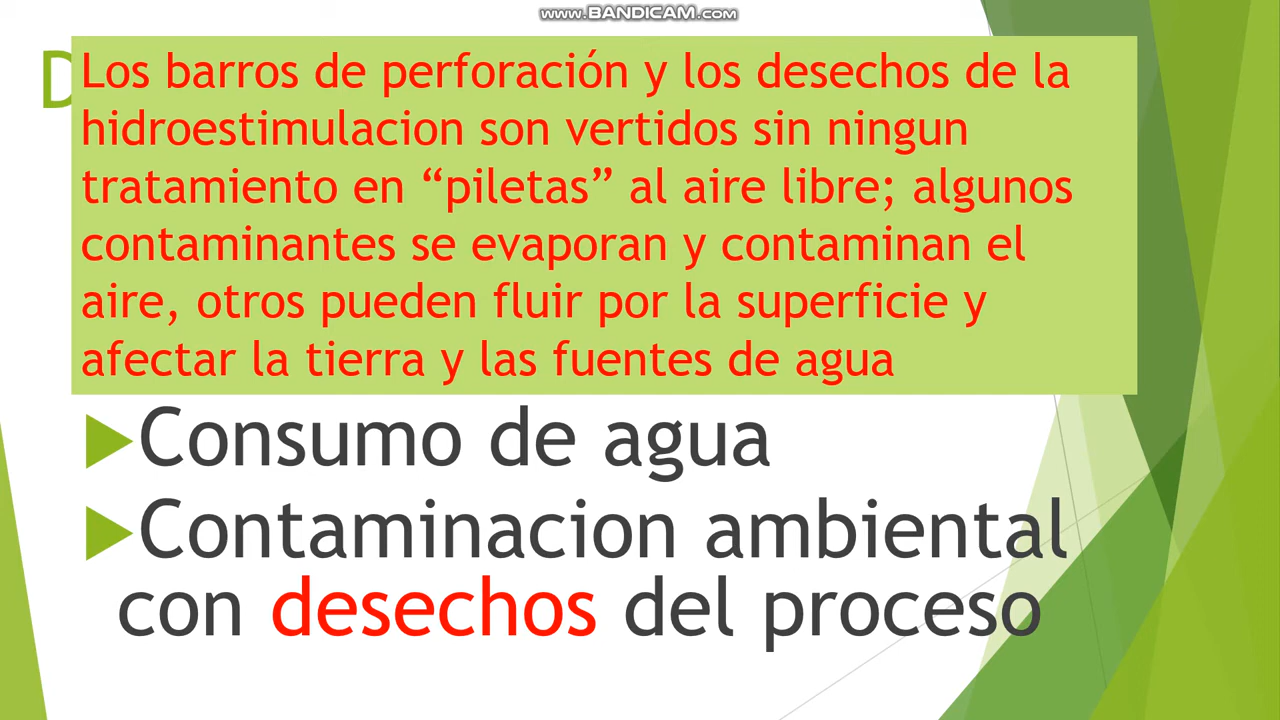 www.BANDICAM.com
D
Los barros de perforación y los desechos de la
hidroestimulacion son vertidos sin ningun
tratamiento en “piletas” al aire libre; algunos
contaminantes se evaporan y contaminan el
aire, otros pueden fluir por la superficie y
afectar la tierra y las fuentes de agua
Consumo de agua
Contaminacion ambiental
con desechos del proceso